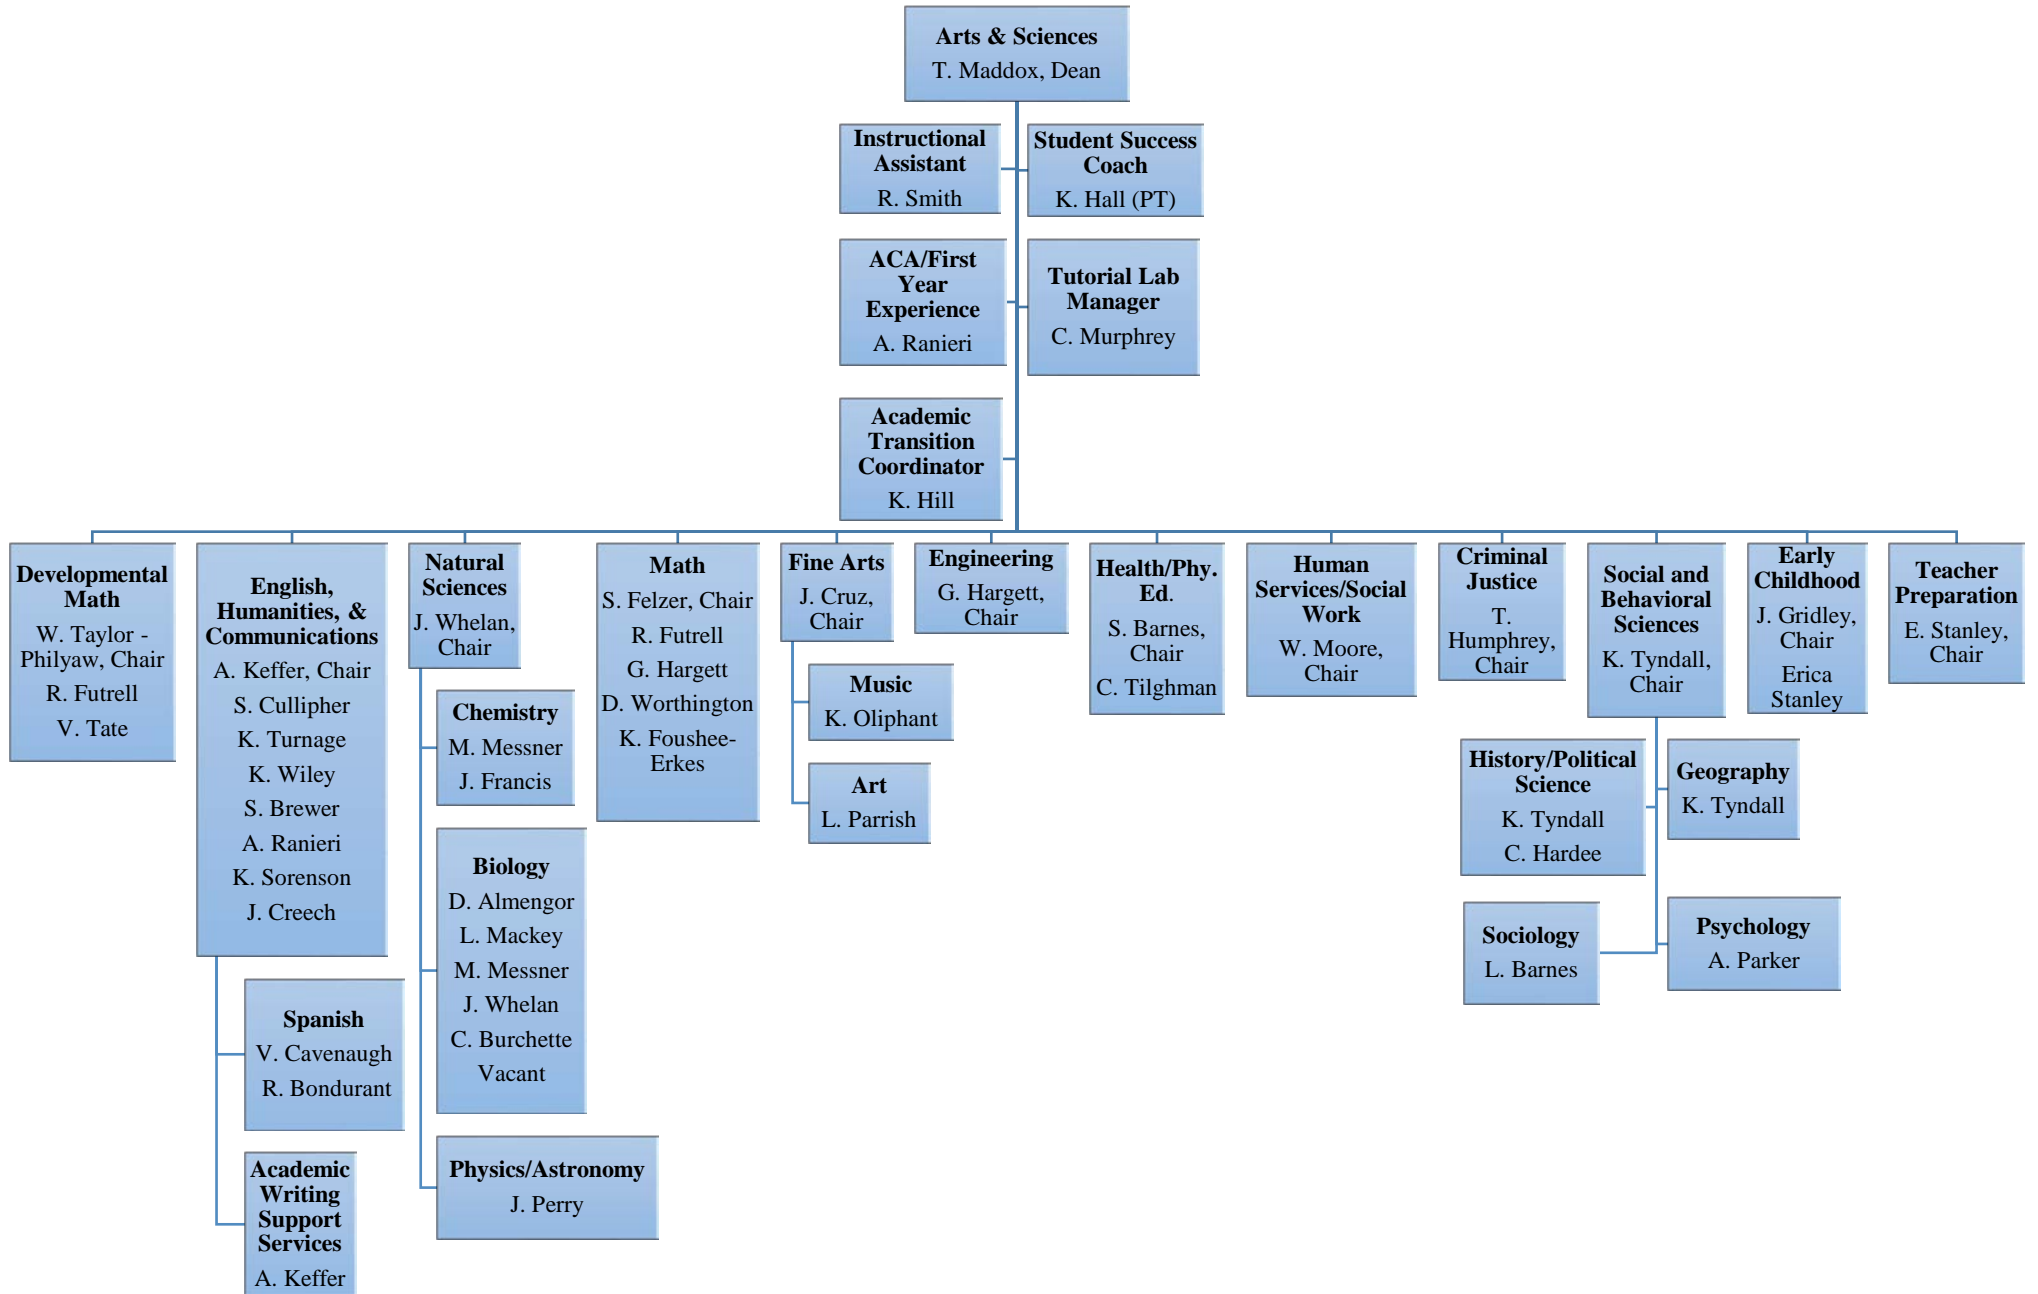 Arts & Sciences
T. Maddox, Dean
Instructional
Assistant
R. Smith
Student Success
Coach
K. Hall (PT)
ACA/First
Year
Experience
A. Ranieri
Tutorial Lab
Manager
C. Murphrey
Academic
Transition
Coordinator
K. Hill
Developmental
Math
W. Taylor -
Philyaw, Chair
R. Futrell
V. Tate
English,
Humanities, &
Communications
A. Keffer, Chair
S. Cullipher
K. Turnage
K. Wiley
S. Brewer
A. Ranieri
K. Sorenson
J. Creech
Spanish
V. Cavenaugh
R. Bondurant
Academic
Writing
Support
Services
A. Keffer
Natural
Sciences
J. Whelan,
Chair
Chemistry
M. Messner
J. Francis
Biology
D. Almengor
L. Mackey
M. Messner
J. Whelan
C. Burchette
Vacant
Physics/Astronomy
J. Perry
Math
S. Felzer, Chair
R. Futrell
G. Hargett
D. Worthington
K. Foushee-
Erkes
Fine Arts
J. Cruz,
Chair
Music
K. Oliphant
Art
L. Parrish
Engineering
G. Hargett,
Chair
Health/Phy.
Ed.
S. Barnes,
Chair
C. Tilghman
Human
Services/Social
Work
W. Moore,
Chair
Criminal
Justice
T.
Humphrey,
Chair
Social and
Behavioral
Sciences
K. Tyndall,
Chair
History/Political
Science
K. Tyndall
C. Hardee
Geography
K. Tyndall
Sociology
L. Barnes
Psychology
A. Parker
Early
Childhood
J. Gridley,
Chair
Erica
Stanley
Teacher
Preparation
E. Stanley,
Chair